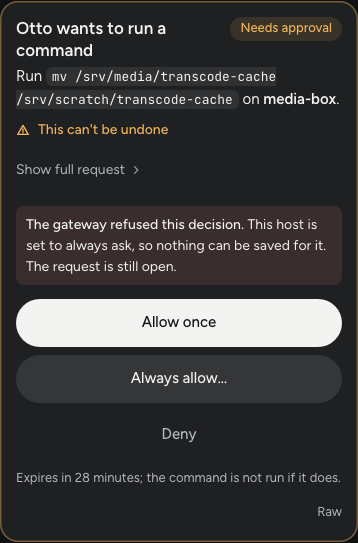 Otto wants to run a Needs approval
command
Run mv /srv/media/transcode-cache
/srv/scratch/transcode-cache on media-box.
This can't be undone
Show full request
The gateway refused this decision. This host is
set to always ask, so nothing can be saved for it.
The request is still open.
Allow once
Always allow...
Deny
Expires in 28 minutes; the command is not run if it does.
Raw